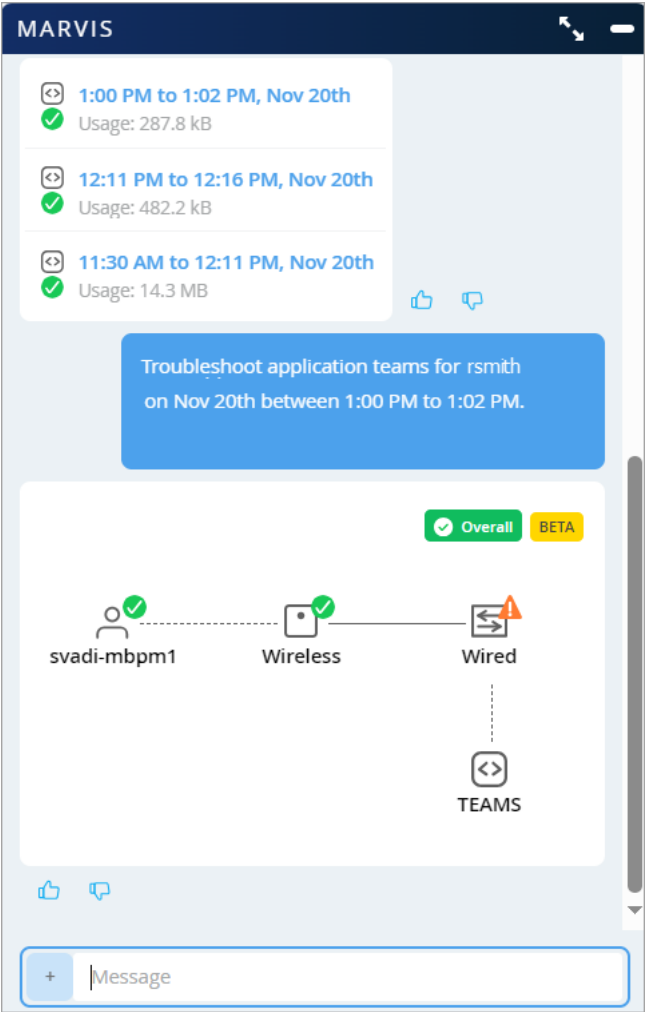 MARVIS
1:00 PM to 1:02 PM, Nov 20th
Usage: 287.8 kB
12:11 PM to 12:16 PM, Nov 20th
Usage: 482.2 kB
11:30 AM to 12:11 PM, Nov 20th
Usage: 14.3 MB
Troubleshoot application teams for rsmith
on Nov 20th between 1:00 PM to 1:02 PM.
Overall BETA
svadi-mbpm1 Wireless Wired
TEAMS
+ Message